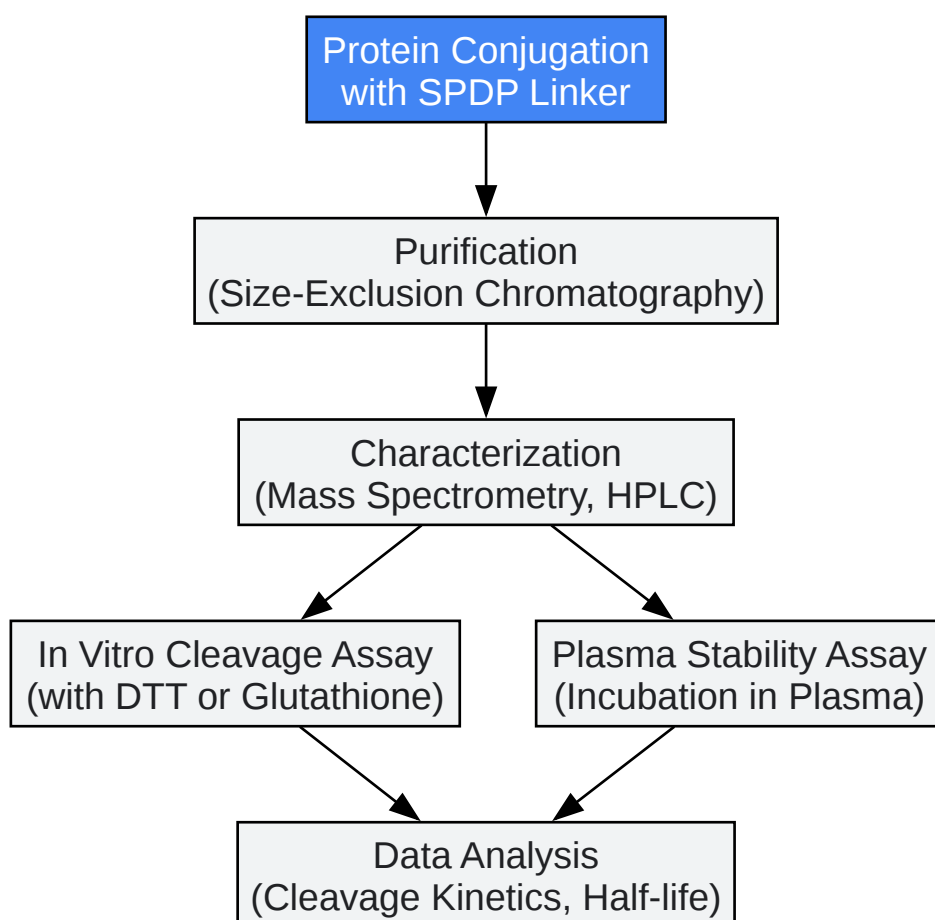 Protein Conjugation
with SPDP Linker
Purification
(Size-Exclusion Chromatography)
Characterization
(Mass Spectrometry, HPLC)
In Vitro Cleavage Assay
(with DTT or Glutathione)
Plasma Stability Assay
(Incubation in Plasma)
Data Analysis
(Cleavage Kinetics, Half-life)